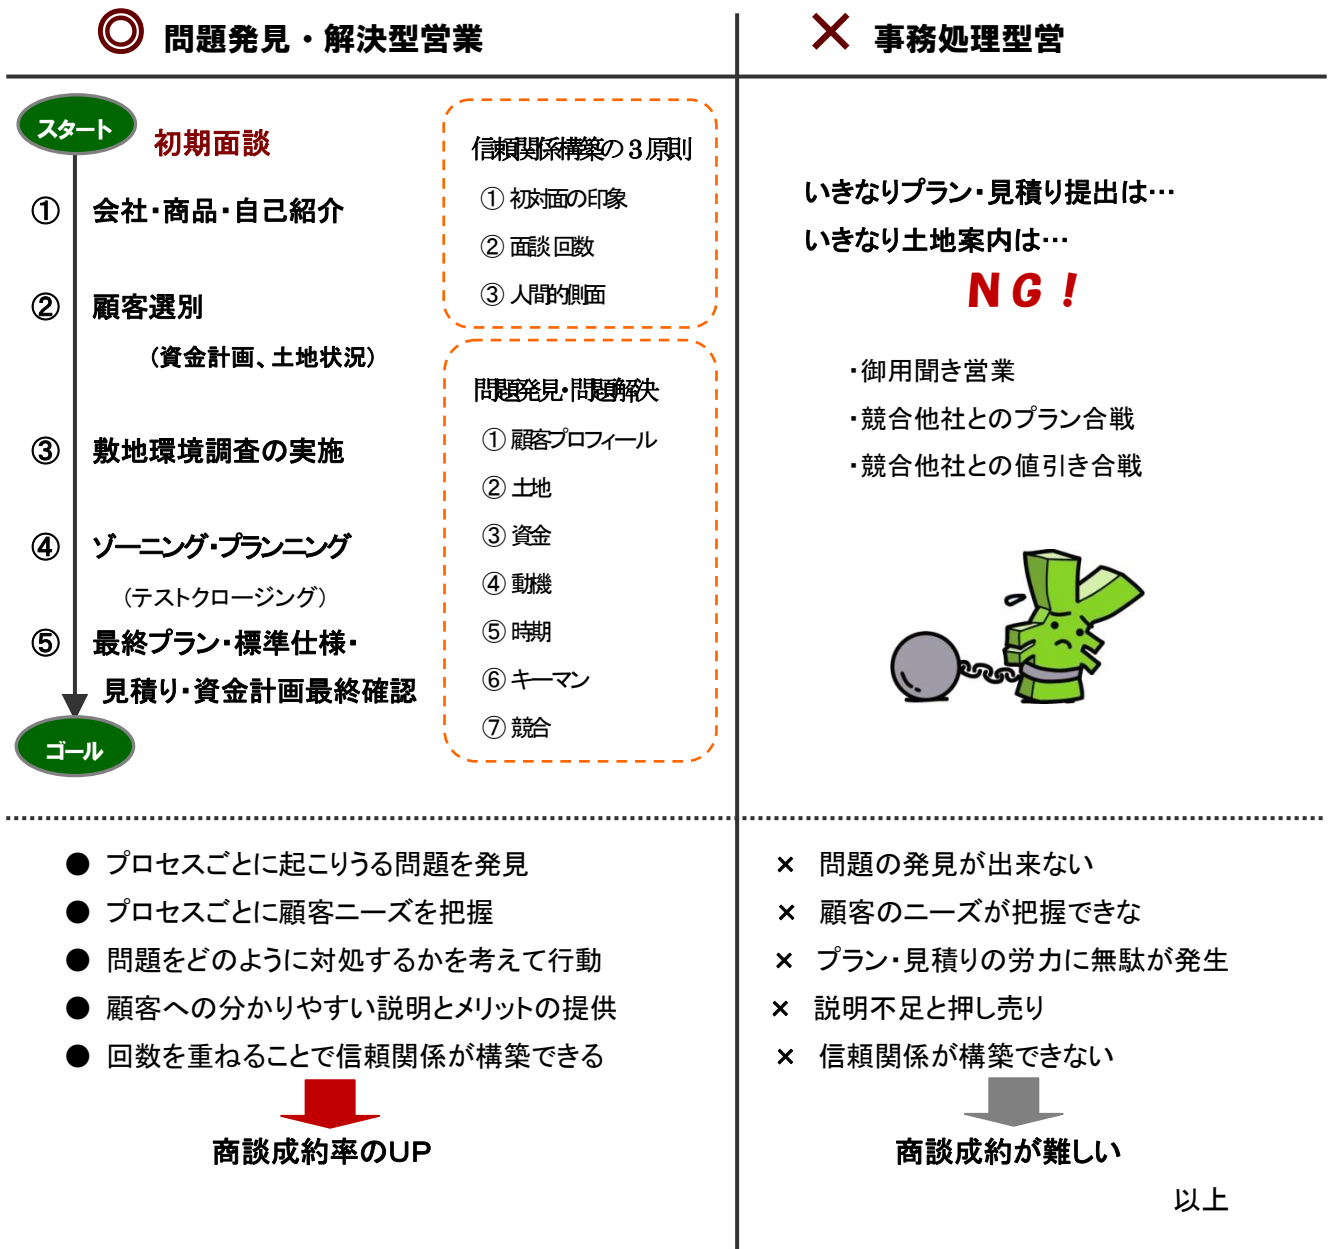 ◎ 問題発見・解決型営業
× 事務処理型営
スタート
初期面談
① 会社・商品・自己紹介
② 顧客選別
（資金計画、土地状況）
③ 敷地環境調査の実施
④ ゾーニング・プランニング
（テストクロージング）
⑤ 最終プラン・標準仕様・
見積り・資金計画最終確認
ゴール
信頼関係構築の３原則
① 初対面の印象
② 面談回数
③ 人間的側面
問題発見・問題解決
① 顧客プロフィール
② 土地
③ 資金
④ 動機
⑤ 時期
⑥ キーマン
⑦ 競合
いきなりプラン・見積り提出は…
いきなり土地案内は…
ＮＧ！
・御用聞き営業
・競合他社とのプラン合戦
・競合他社との値引き合戦
● プロセスごとに起こりうる問題を発見
● プロセスごとに顧客ニーズを把握
● 問題をどのように対処するかを考えて行動
● 顧客への分かりやすい説明とメリットの提供
● 回数を重ねることで信頼関係が構築できる
商談成約率のＵＰ
× 問題の発見が出来ない
× 顧客のニーズが把握できな
× プラン・見積りの労力に無駄が発生
× 説明不足と押し売り
× 信頼関係が構築できない
商談成約が難しい
以上